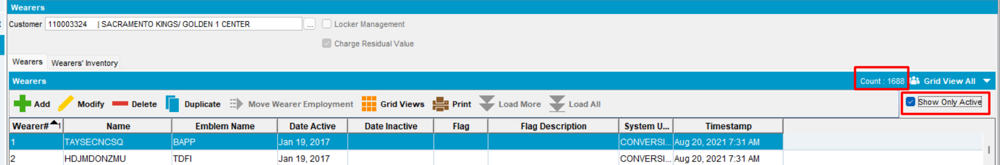 Wearers
Customer 110003324 | SACRAMENTO KINGS/ GOLDEN 1 CENTER ... Locker Management
Charge Residual Value
Wearers Wearers' Inventory
Wearers Count : 1688 Grid View All
Add Modify Delete Duplicate Move Wearer Employment Grid Views Print Load More Load All Show Only Active
Wearer# 1 Name Emblem Name Date Active Date Inactive Flag Flag Description System U... Timestamp
1 TAYSECNCSQ BAPP Jan 19, 2017 CONVERSI... Aug 20, 2021 7:31 AM
2 HDJMDONZMU TDFI Jan 19, 2017 CONVERSI... Aug 20, 2021 7:31 AM